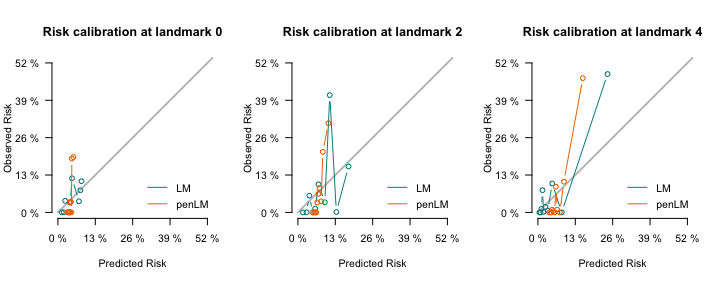 Risk calibration at landmark 0
Observed Risk
52 %
39 %
26 %
13 %
0 %
LM
penLM
0 %
13 %
26 %
39 %
52 %
Predicted Risk
Risk calibration at landmark 2
Observed Risk
52 %
39 %
26 %
13 %
0 %
LM
penLM
0 %
13 %
26 %
39 %
52 %
Predicted Risk
Risk calibration at landmark 4
Observed Risk
52 %
39 %
26 %
13 %
0 %
LM
penLM
0 %
13 %
26 %
39 %
52 %
Predicted Risk